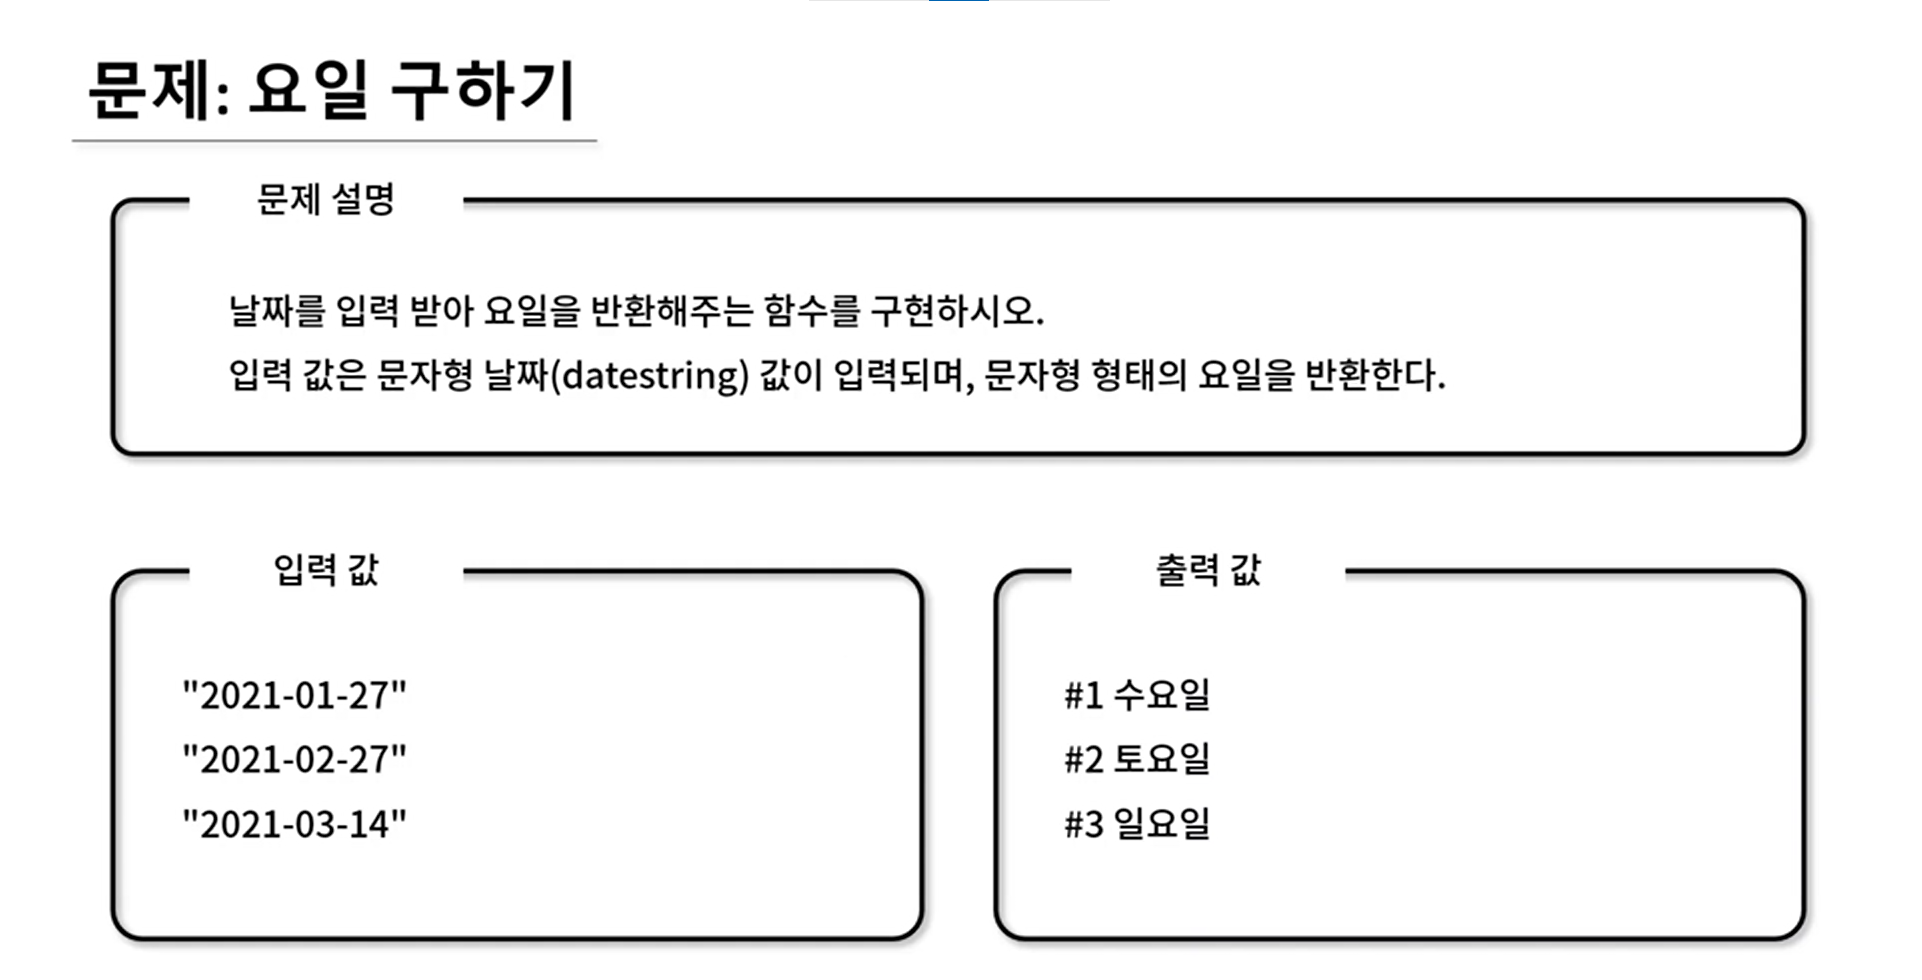 문제: 요일 구하기
문제 설명
날짜를 입력 받아 요일을 반환해주는 함수를 구현하시오.
입력 값은 문자형 날짜(datestring) 값이 입력되며, 문자형 형태의 요일을 반환한다.
입력 값
"2021-01-27"
"2021-02-27"
"2021-03-14"
출력 값
#1 수요일
#2 토요일
#3 일요일